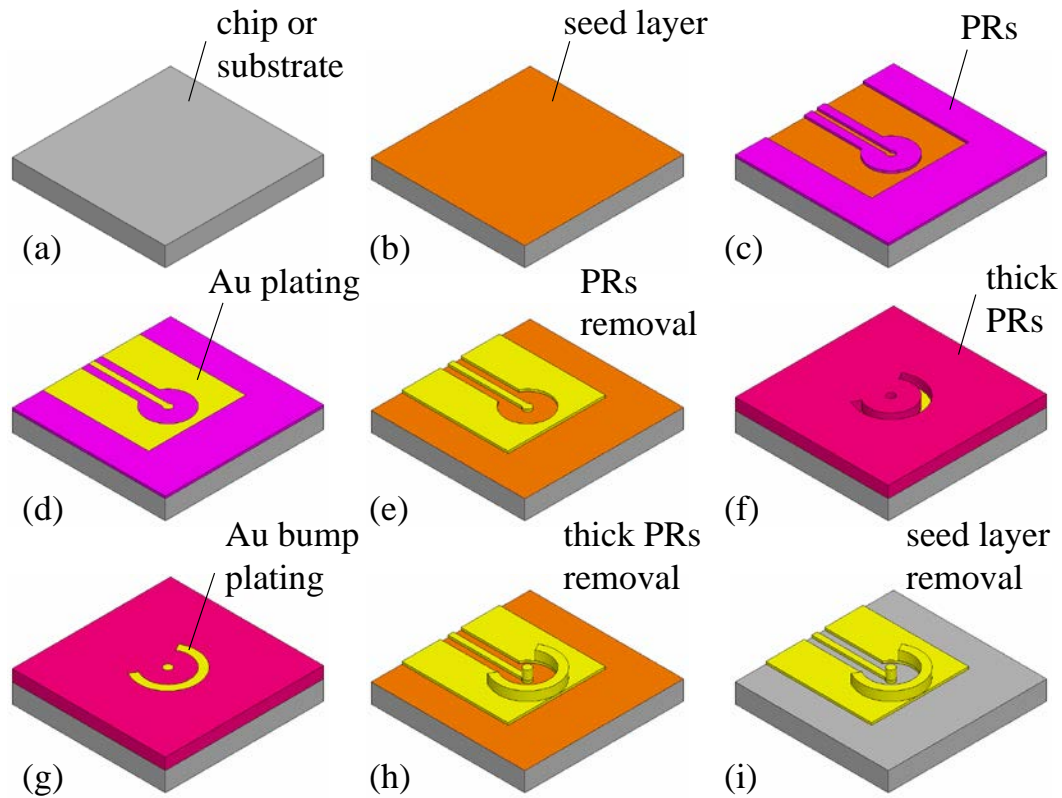 chip or
substrate
(a)
seed layer
(b)
PRs
(c)
Au plating
(d)
PRs
removal
(e)
thick
PRs
(f)
Au bump
plating
(g)
thick PRs
removal
(h)
seed layer
removal
(i)